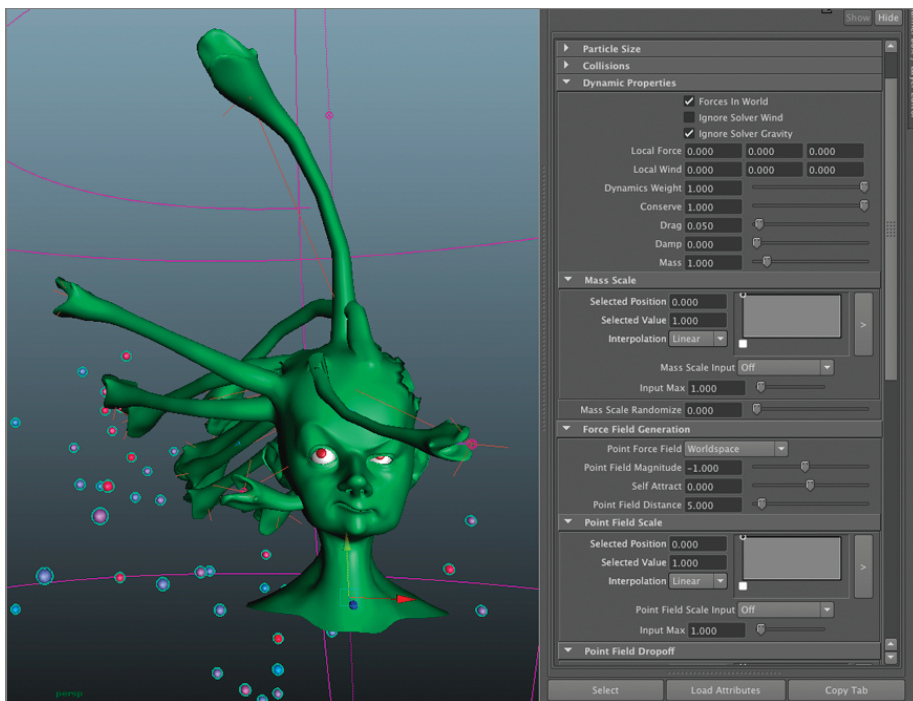 Show Hide
Particle Size
Collisions
Dynamic Properties
Forces In World
Ignore Solver Wind
Ignore Solver Gravity
Local Force 0.000 0.000 0.000
Local Wind 0.000 0.000 0.000
Dynamics Weight 1.000
Conserve 1.000
Drag 0.050
Damp 0.000
Mass 1.000
Mass Scale
Selected Position 0.000
Selected Value 1.000
Interpolation Linear
>
Mass Scale Input Off
Input Max 1.000
Mass Scale Randomize 0.000
Force Field Generation
Point Force Field Worldspace
Point Field Magnitude -1.000
Self Attract 0.000
Point Field Distance 5.000
Point Field Scale
Selected Position 0.000
Selected Value 1.000
Interpolation Linear
>
Point Field Scale Input Off
Input Max 1.000
Point Field Dropoff
Select Load Attributes Copy Tab
persp